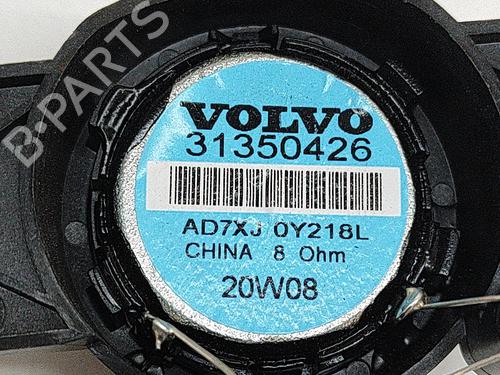 B-PARTS
VOLVO
31350426
AD7XJ 0Y218L
CHINA 8 Ohm
20W08